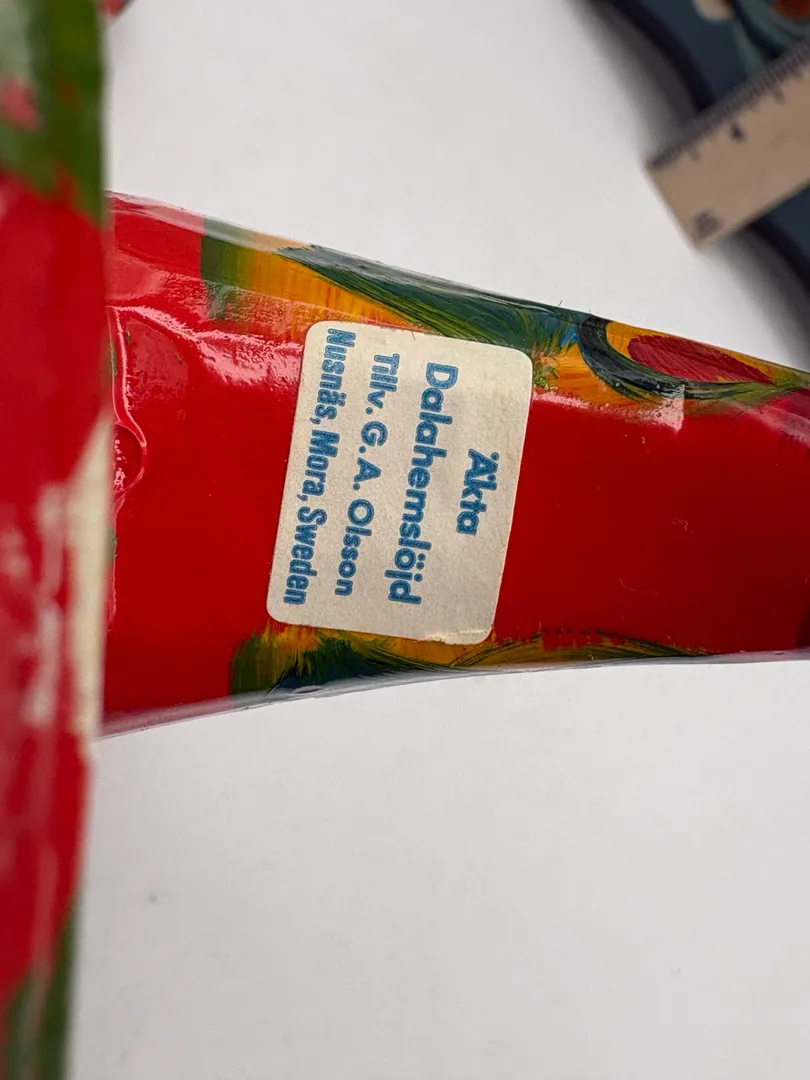 Äkta
Dalahemslöjd
Tillv. G. A. Olsson
Nusnäs, Mora, Sweden